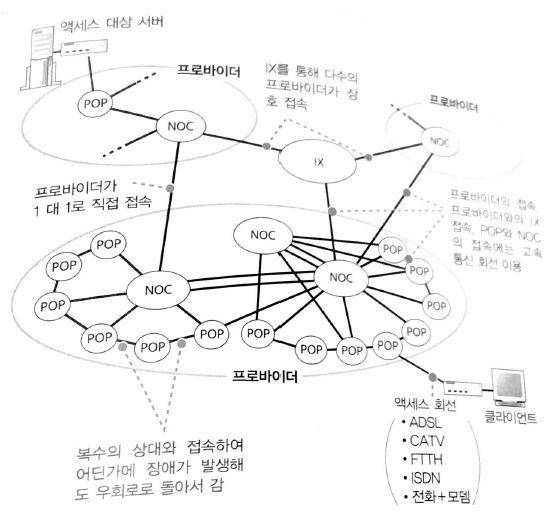 액세스 대상 서버
프로바이더
POP
NOC
IX를 통해 다수의
프로바이더가 상
호 접속
프로바이더
NOC
IX
프로바이더가
1 대 1로 직접 접속
프로바이더의 접속,
프로바이더와의 IX
접속, POP와 NOC
의 접속에는 고속
통신 회선 이용
POP
POP
POP
NOC
POP
POP
POP
NOC
NOC
POP
POP
POP
POP
POP
POP
POP
POP
프로바이더
복수의 상대와 접속하여
어딘가에 장애가 발생해
도 우회로로 돌아서 감
액세스 회선
• ADSL
• CATV
• FTTH
• ISDN
• 전화+모뎀
클라이언트